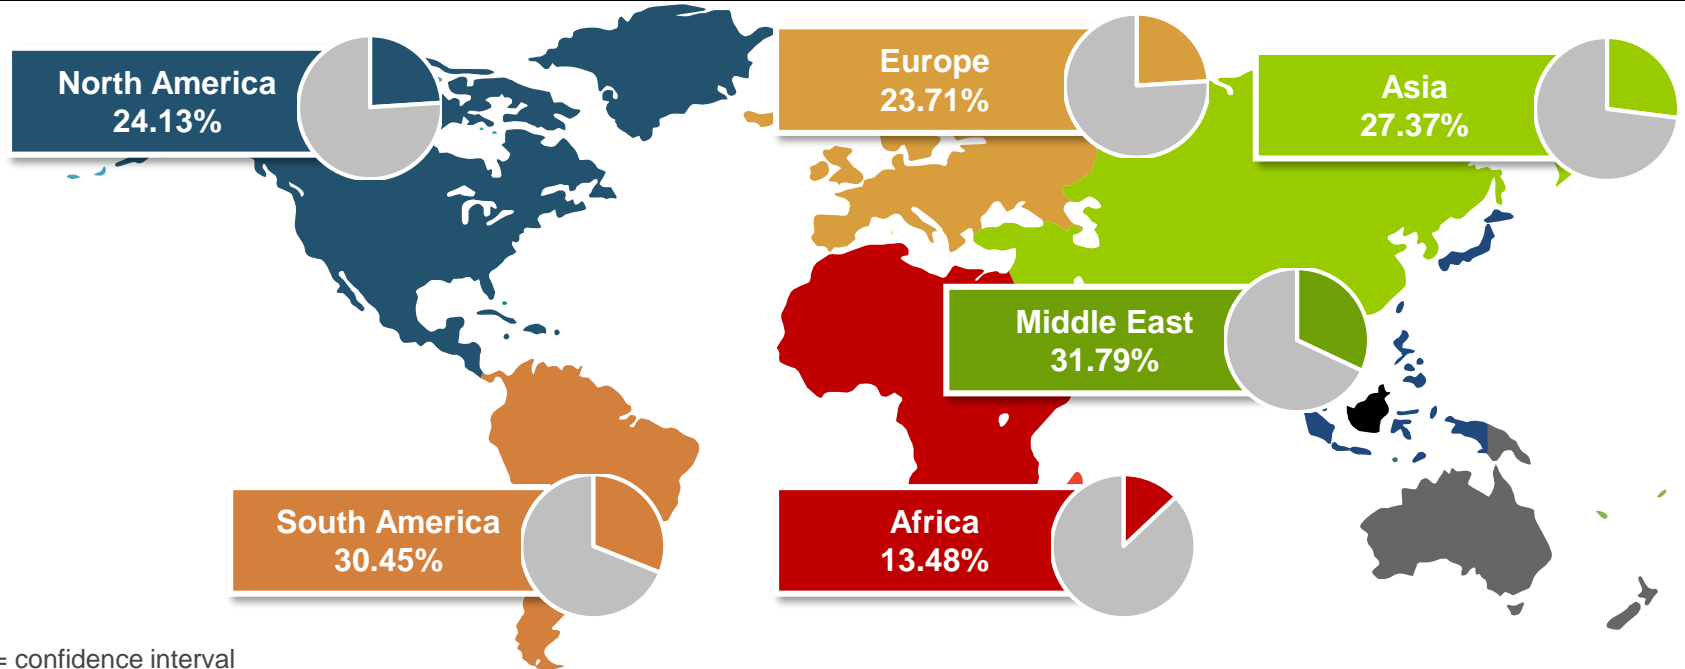 North America
24.13%
Europe
23.71%
Asia
27.37%
Middle East
31.79%
South America
30.45%
Africa
13.48%
= confidence interval